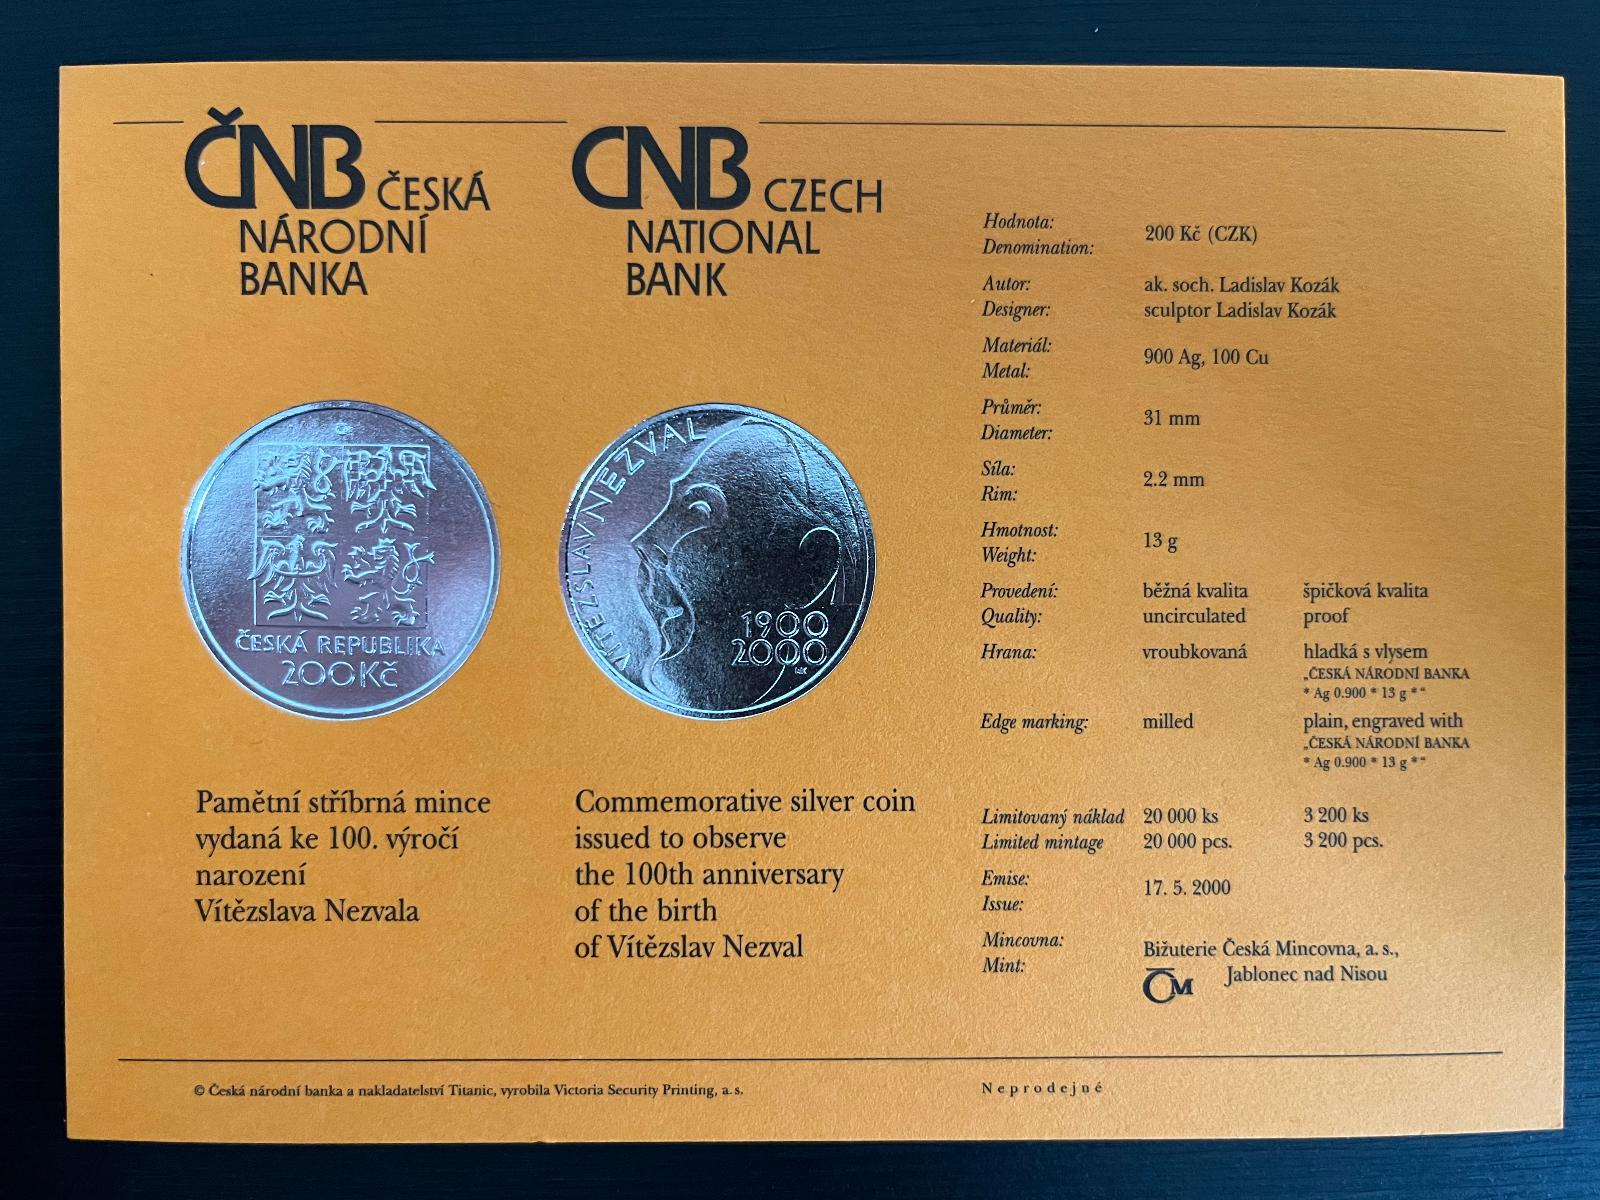 ČNB ČESKÁ
NÁRODNÍ
BANKA
CNB CZECH
NATIONAL
BANK
ČESKÁ REPUBLIKA
200 Kč
VÍTĚZSLAV NEZVAL
1900
2000
LK
Pamětní stříbrná mince
vydaná ke 100. výročí
narození
Vítězslava Nezvala
Commemorative silver coin
issued to observe
the 100th anniversary
of the birth
of Vítězslav Nezval
Hodnota:
Denomination:
200 Kč (CZK)
Autor:
Designer:
ak. soch. Ladislav Kozák
sculptor Ladislav Kozák
Materiál:
Metal:
900 Ag, 100 Cu
Průměr:
Diameter:
31 mm
Síla:
Rim:
2.2 mm
Hmotnost:
Weight:
13 g
Provedení: běžná kvalita špičková kvalita
Quality: uncirculated proof
Hrana: vroubkovaná hladká s vlysem
„ČESKÁ NÁRODNÍ BANKA
* Ag 0.900 * 13 g *“
Edge marking: milled plain, engraved with
„ČESKÁ NÁRODNÍ BANKA
* Ag 0.900 * 13 g *“
Limitovaný náklad 20 000 ks 3 200 ks
Limited mintage 20 000 pcs. 3 200 pcs.
Emise:
Issue:
17. 5. 2000
Mincovna:
Mint:
Bižuterie Česká Mincovna, a. s.,
ČM Jablonec nad Nisou
© Česká národní banka a nakladatelství Titanic, vyrobila Victoria Security Printing, a. s.
Neprodejné